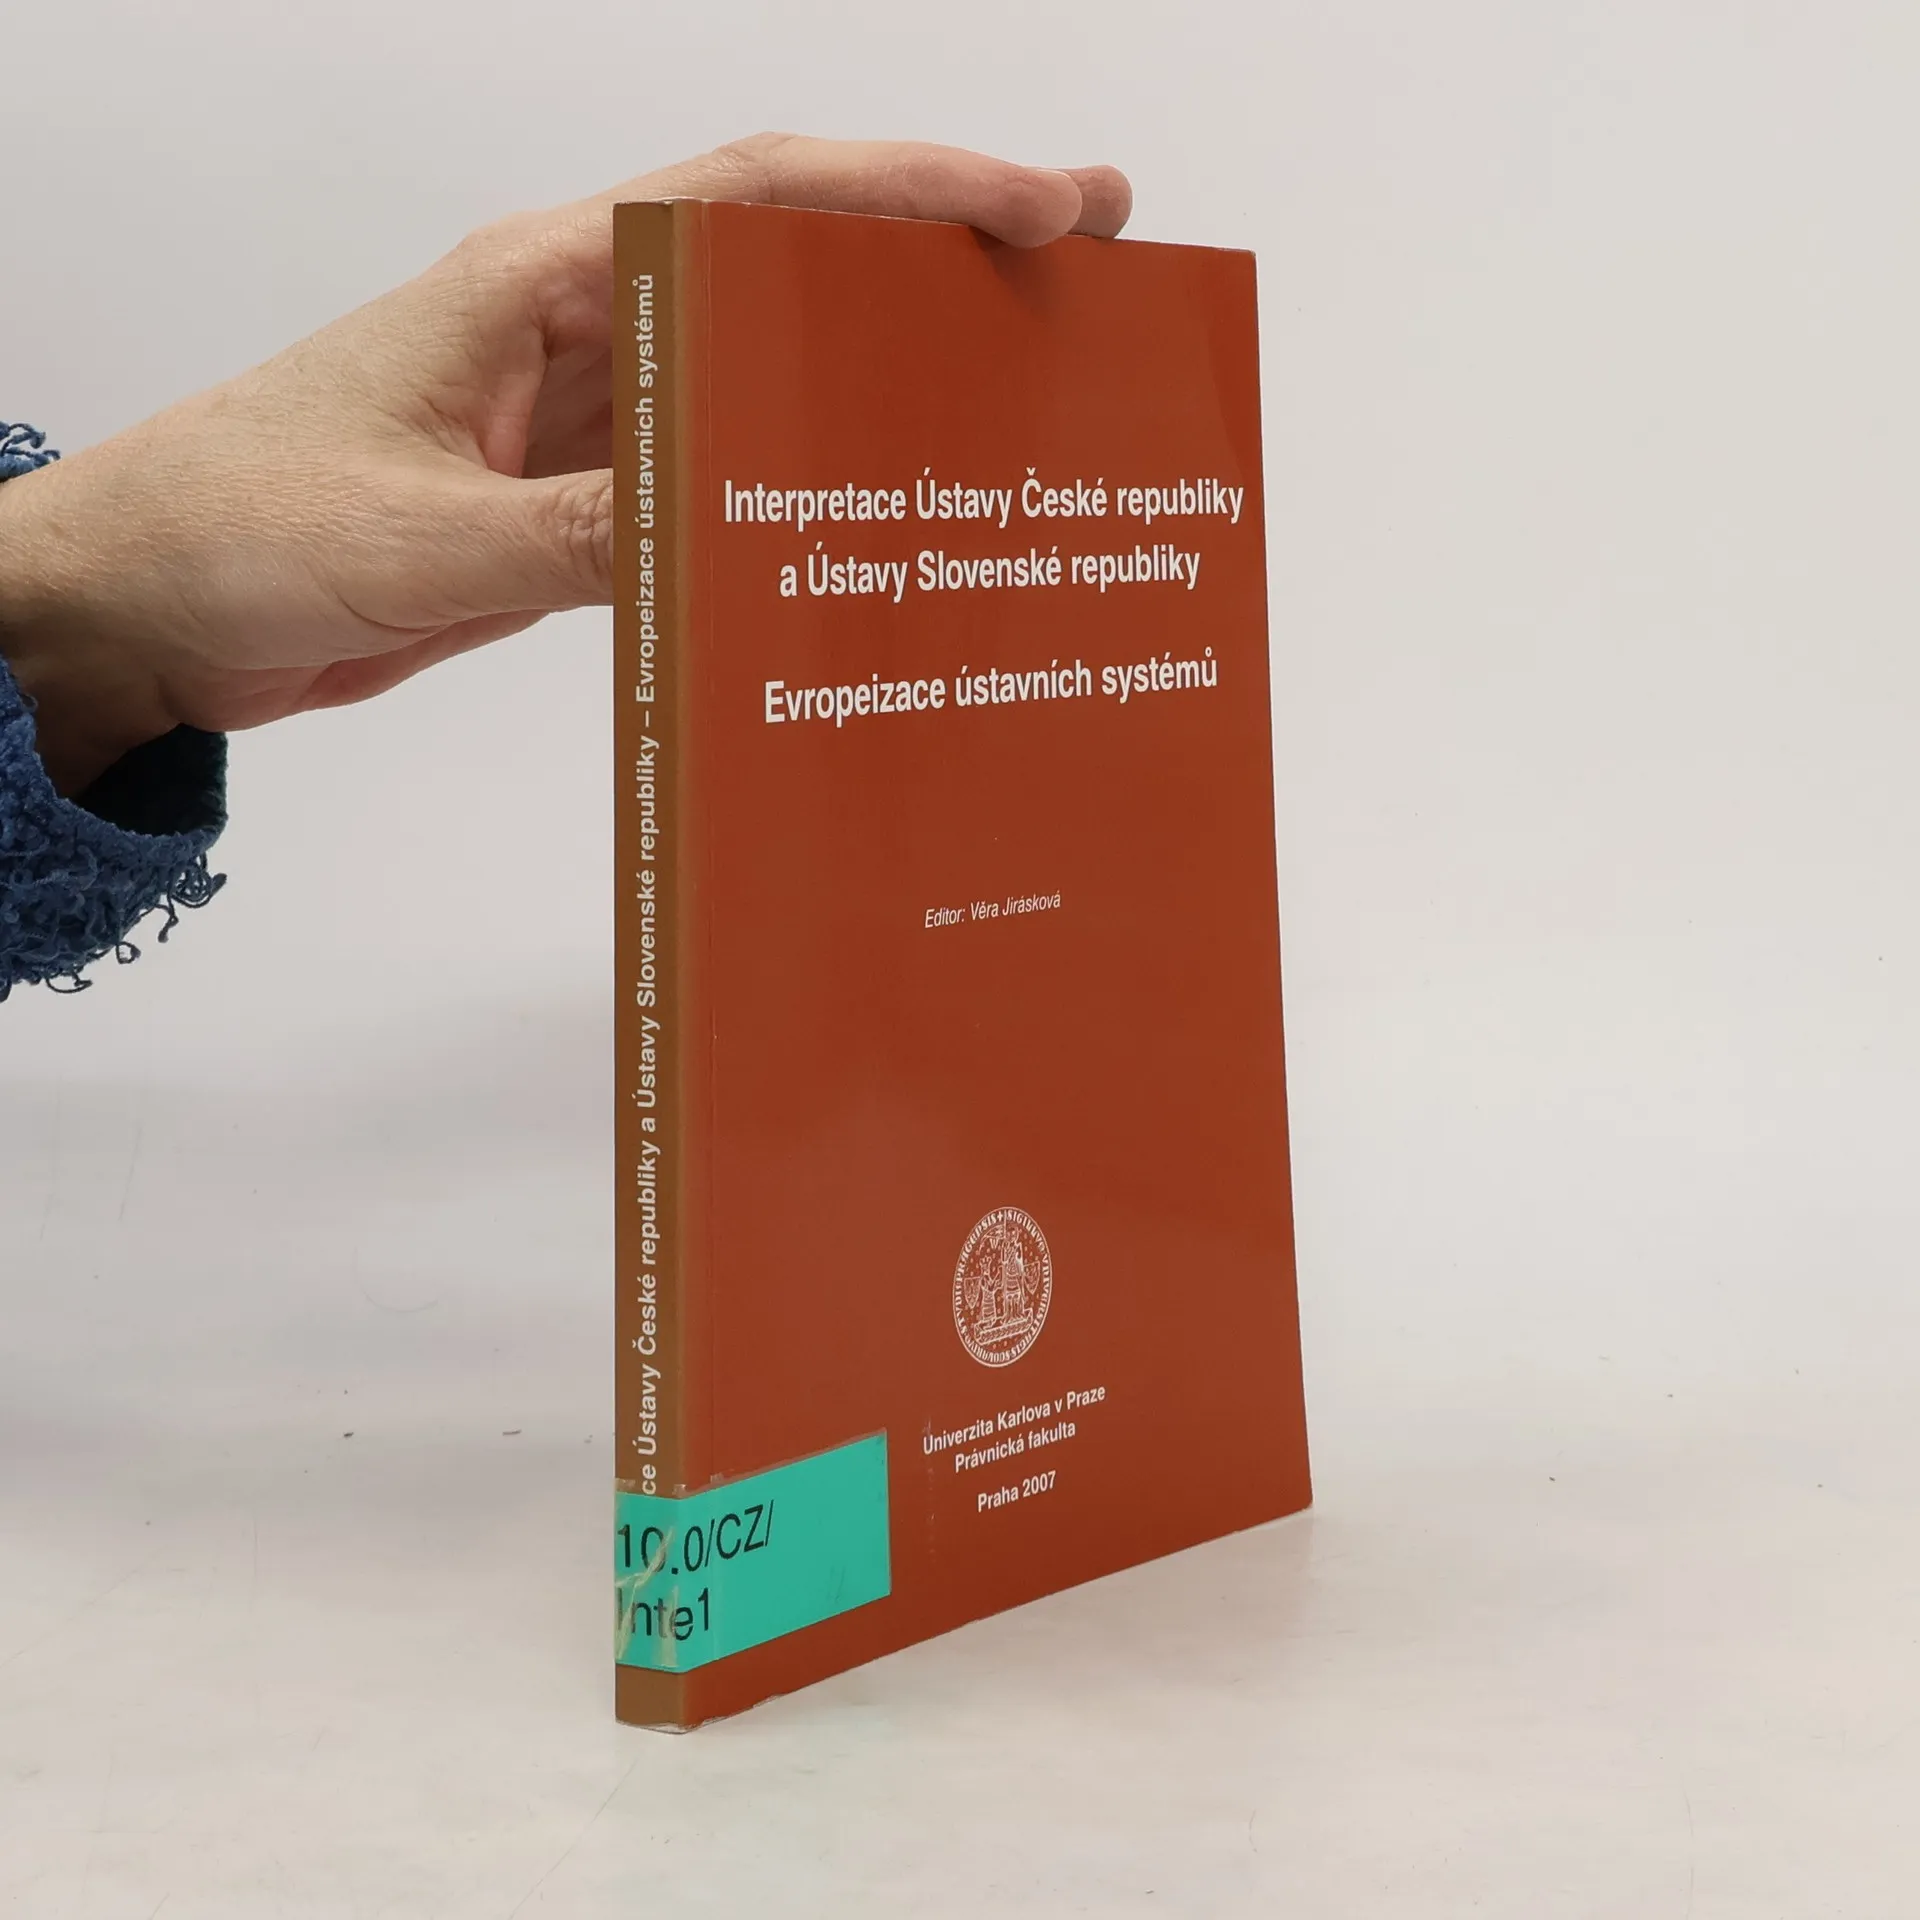 Interpretace Ústavy České republiky
a Ústavy Slovenské republiky
Evropeizace ústavních systémů
Editor: Věra Jirásková
Univerzita Karlova v Praze
Právnická fakulta
Praha 2007
Ústavy České republiky a Ústavy Slovenské republiky – Evropeizace ústavních systémů
10.0/CZ/
Inte1